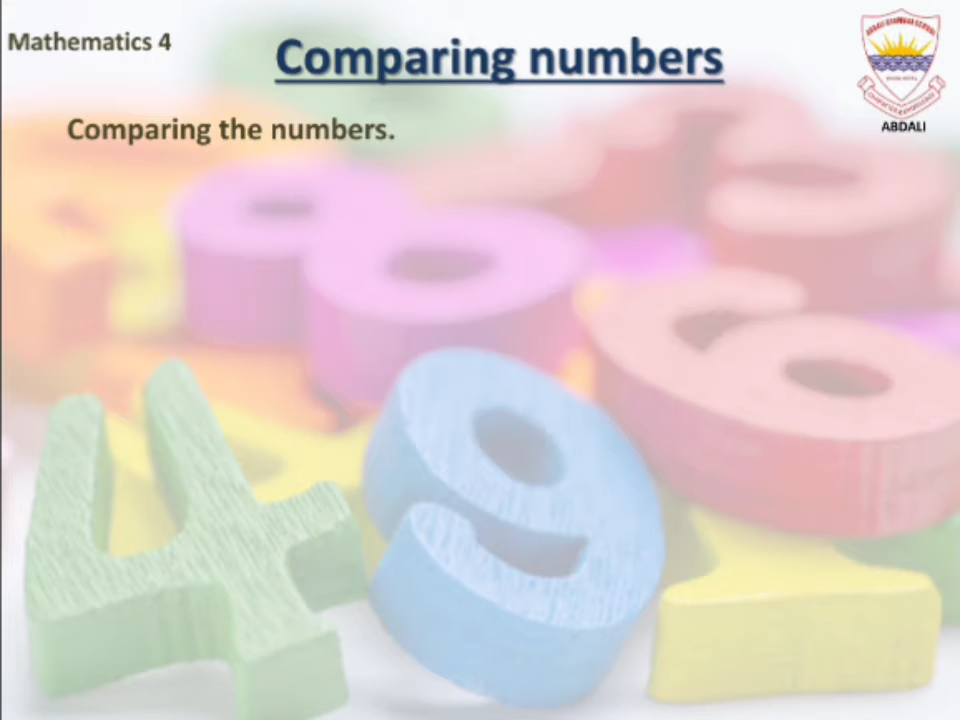 Mathematics 4
Comparing numbers
Comparing the numbers.
ABDALI